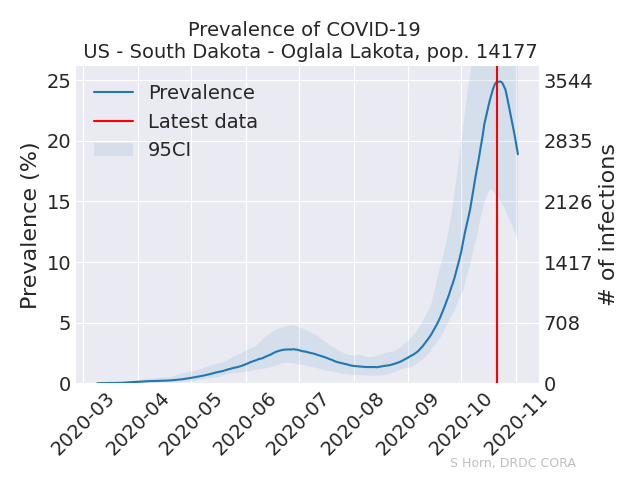 Prevalence of COVID-19
US - South Dakota - Oglala Lakota, pop. 14177
Prevalence (%)
25
20
15
10
5
0
Prevalence
Latest data
95CI
3544
2835
2126
1417
708
0
# of infections
2020-03
2020-04
2020-05
2020-06
2020-07
2020-08
2020-09
2020-10
2020-11
S Horn, DRDC CORA